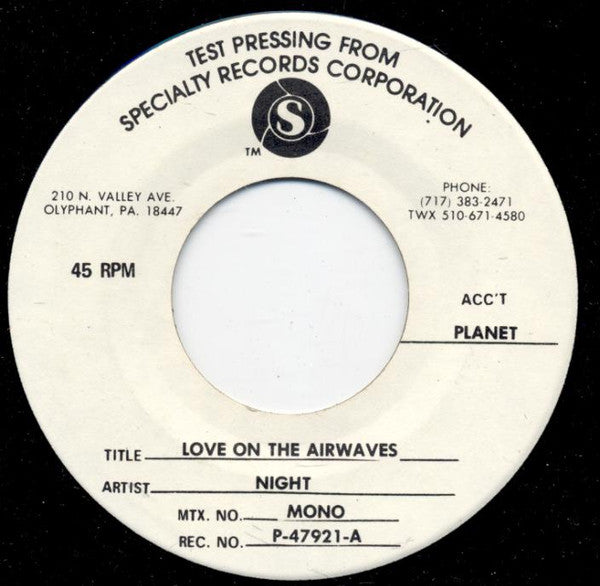 TEST PRESSING FROM
SPECIALTY RECORDS CORPORATION
S
TM
210 N. VALLEY AVE.
OLYPHANT, PA. 18447
PHONE:
(717) 383-2471
TWX 510-671-4580
45 RPM
ACC'T
PLANET
TITLE LOVE ON THE AIRWAVES
ARTIST NIGHT
MTX. NO. MONO
REC. NO. P-47921-A